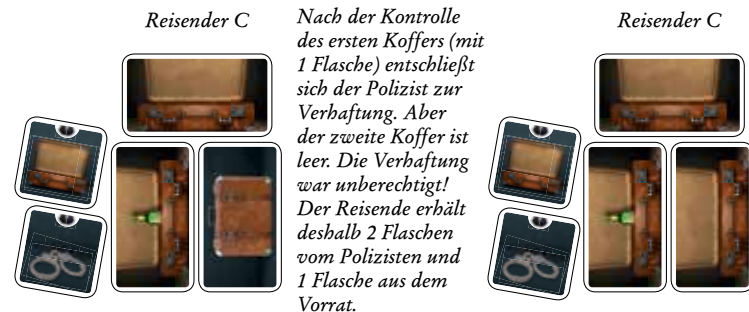 Reisender C
Nach der Kontrolle
des ersten Koffers (mit
1 Flasche) entschließt
sich der Polizist zur
Verhaftung. Aber
der zweite Koffer ist
leer. Die Verhaftung
war unberechtigt!
Der Reisende erhält
deshalb 2 Flaschen
vom Polizisten und
1 Flasche aus dem
Vorrat.
Reisender C